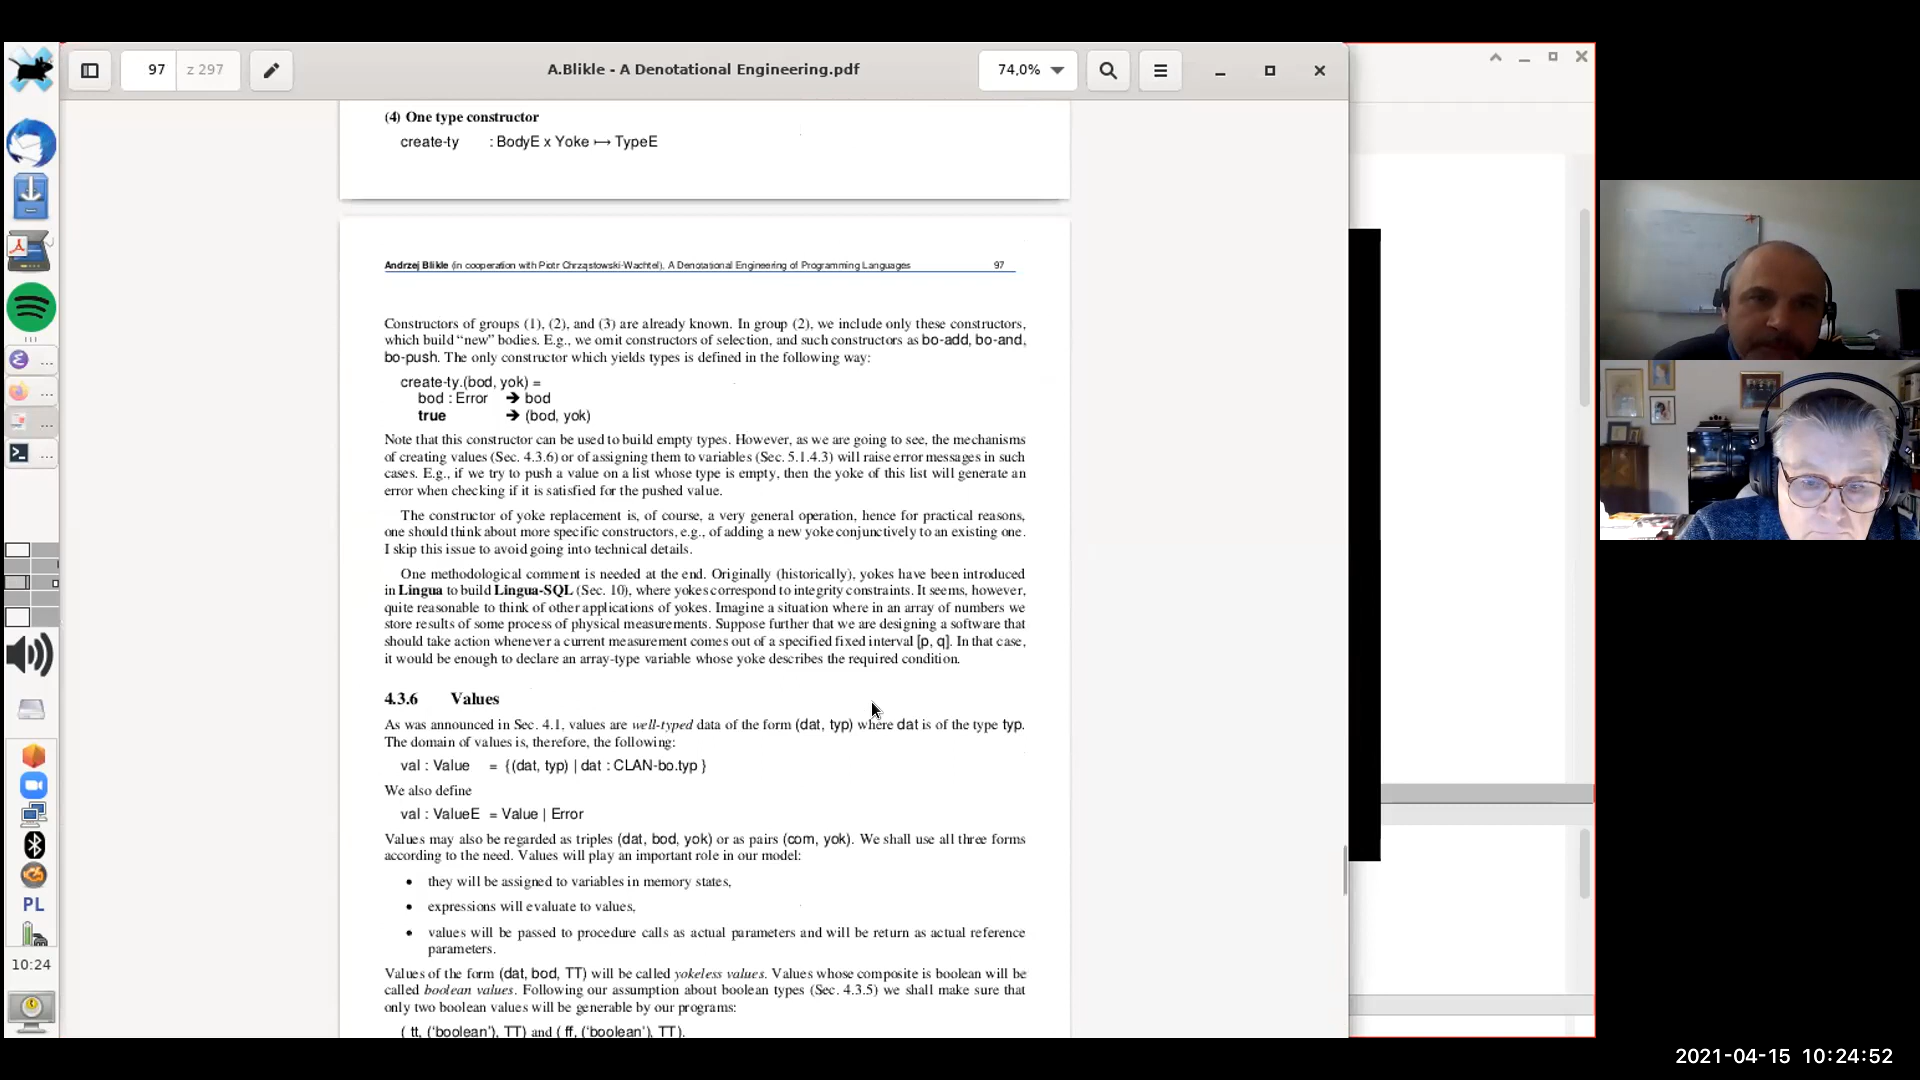 97 z 297
A.Blikle - A Denotational Engineering.pdf
74,0%
(4) One type constructor
create-ty : BodyE x Yoke ↦ TypeE
Andrzej Blikle (in cooperation with Piotr Chrząstowski-Wachtel), A Denotational Engineering of Programming Languages 97
Constructors of groups (1), (2), and (3) are already known. In group (2), we include only these constructors,
which build “new” bodies. E.g., we omit constructors of selection, and such constructors as bo-add, bo-and,
bo-push. The only constructor which yields types is defined in the following way:
create-ty.(bod, yok) =
bod : Error ➔ bod
true ➔ (bod, yok)
Note that this constructor can be used to build empty types. However, as we are going to see, the mechanisms
of creating values (Sec. 4.3.6) or of assigning them to variables (Sec. 5.1.4.3) will raise error messages in such
cases. E.g., if we try to push a value on a list whose type is empty, then the yoke of this list will generate an
error when checking if it is satisfied for the pushed value.
The constructor of yoke replacement is, of course, a very general operation, hence for practical reasons,
one should think about more specific constructors, e.g., of adding a new yoke conjunctively to an existing one.
I skip this issue to avoid going into technical details.
One methodological comment is needed at the end. Originally (historically), yokes have been introduced
in Lingua to build Lingua-SQL (Sec. 10), where yokes correspond to integrity constraints. It seems, however,
quite reasonable to think of other applications of yokes. Imagine a situation where in an array of numbers we
store results of some process of physical measurements. Suppose further that we are designing a software that
should take action whenever a current measurement comes out of a specified fixed interval [p, q]. In that case,
it would be enough to declare an array-type variable whose yoke describes the required condition.
4.3.6 Values
As was announced in Sec. 4.1, values are well-typed data of the form (dat, typ) where dat is of the type typ.
The domain of values is, therefore, the following:
val : Value = {(dat, typ) | dat : CLAN-bo.typ }
We also define
val : ValueE = Value | Error
Values may also be regarded as triples (dat, bod, yok) or as pairs (com, yok). We shall use all three forms
according to the need. Values will play an important role in our model:
• they will be assigned to variables in memory states,
• expressions will evaluate to values,
• values will be passed to procedure calls as actual parameters and will be return as actual reference
parameters.
Values of the form (dat, bod, TT) will be called yokeless values. Values whose composite is boolean will be
called boolean values. Following our assumption about boolean types (Sec. 4.3.5) we shall make sure that
only two boolean values will be generable by our programs:
( tt, (‘boolean’), TT) and ( ff, (‘boolean’), TT).
PL
10:24
2021-04-15 10:24:52